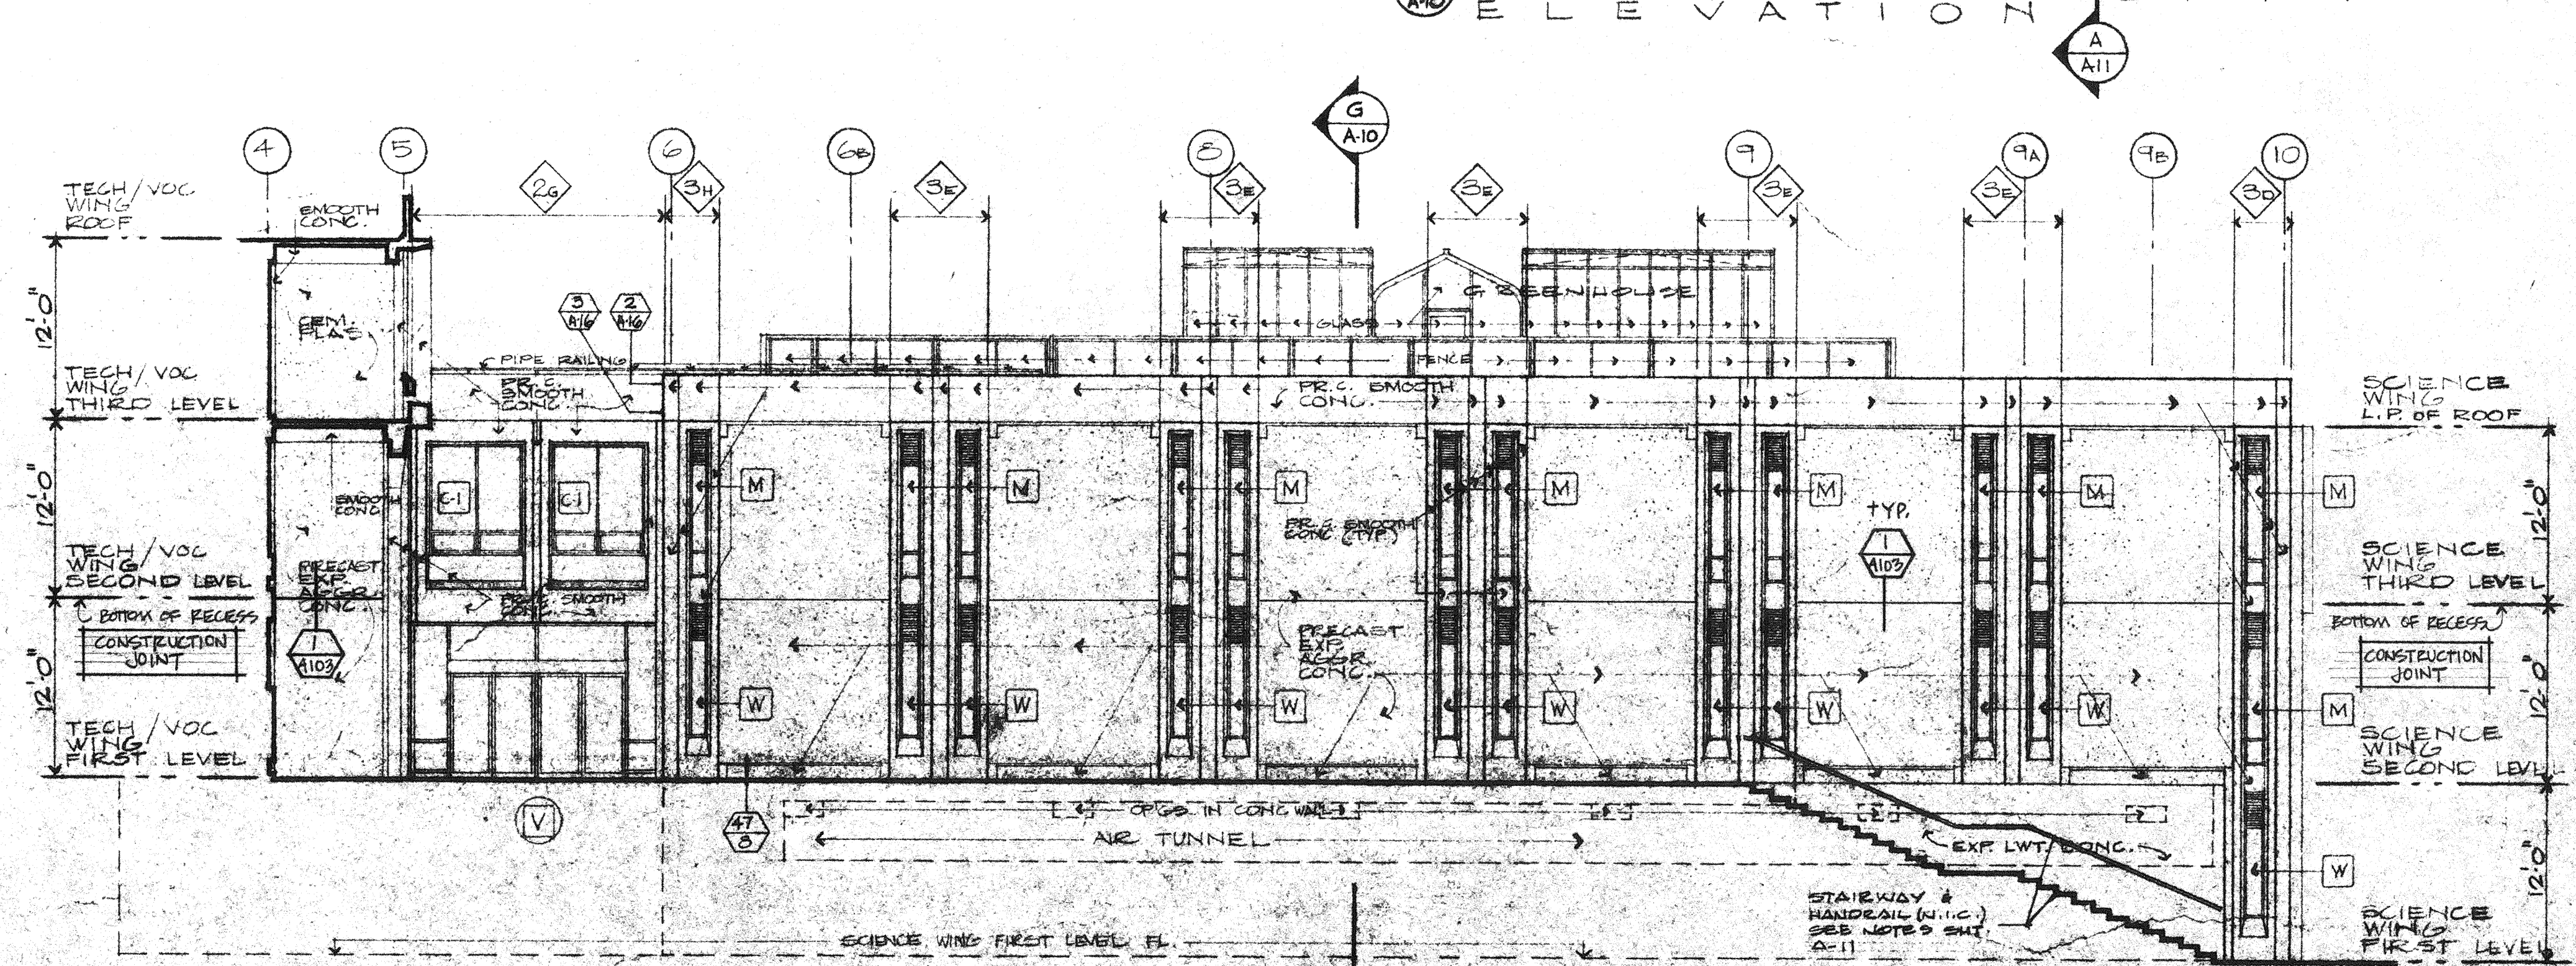 A-10
ELEVATION
A
A11
G
A-10
4
5
6
6B
8
9
9A
9B
10
2G
3H
3E
3E
3E
3E
3E
3D
TECH/VOC
WING
ROOF
SMOOTH
CONC.
12'-0"
CEM.
PLAS.
3
A-16
2
A-16
GREENHOUSE
GLASS
PIPE RAILING
FENCE
TECH/VOC
WING
THIRD LEVEL
PR.C.
SMOOTH
CONC.
PR.C. SMOOTH
CONC.
SCIENCE
WING
L.P. OF ROOF
12'-0"
SMOOTH
CONC
C-1
C-1
M
M
M
M
M
M
M
PR.C. SMOOTH
CONC. (TYP.)
TYP.
1
A103
12'-0"
TECH/VOC
WING
SECOND LEVEL
PRECAST
EXP.
AGGR.
CONC.
PR.C. SMOOTH
CONC.
SCIENCE
WING
THIRD LEVEL
BOTTOM OF RECESS
CONSTRUCTION
JOINT
1
A103
PRECAST
EXP.
AGGR.
CONC.
BOTTOM OF RECESS
CONSTRUCTION
JOINT
12'-0"
12'-0"
W
W
W
W
W
W
M
TECH/VOC
WING
FIRST LEVEL
SCIENCE
WING
SECOND LEVEL
V
47
8
OP'GS IN CONC WALL
AIR TUNNEL
EXP. LWT. CONC.
W
12'-0"
STAIRWAY &
HANDRAIL (N.I.C.)
SEE NOTES SHT.
A-11
SCIENCE WING FIRST LEVEL FL.
SCIENCE
WING
FIRST LEVEL